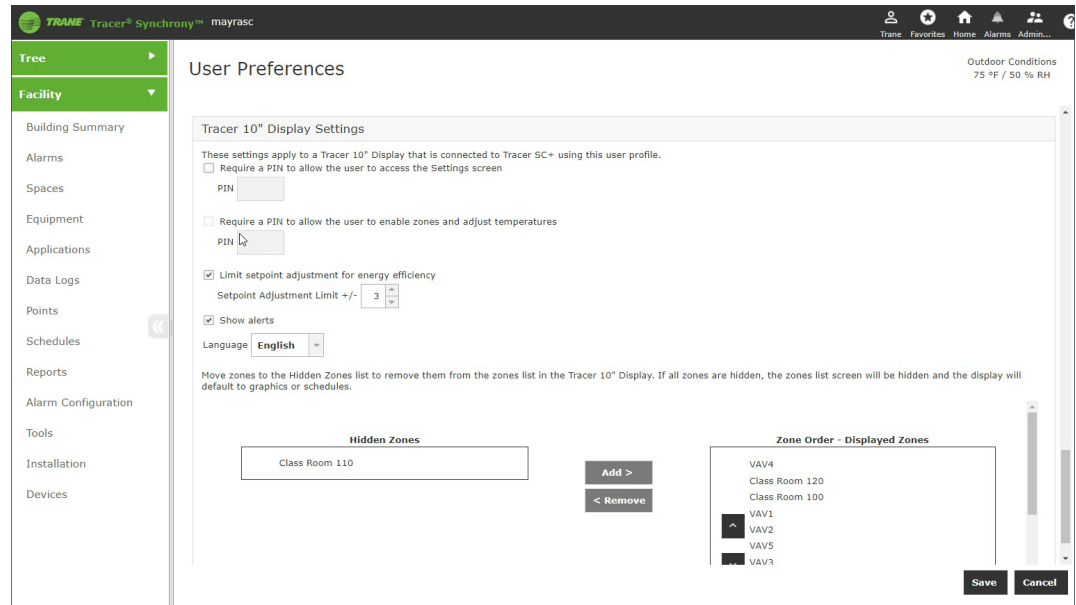 TRANE Tracer® Synchrony™ mayrasc
Trane Favorites Home Alarms Admin...
Tree
Facility
Building Summary
Alarms
Spaces
Equipment
Applications
Data Logs
Points
Schedules
Reports
Alarm Configuration
Tools
Installation
Devices
User Preferences
Outdoor Conditions
75 ºF / 50 % RH
Tracer 10" Display Settings
These settings apply to a Tracer 10" Display that is connected to Tracer SC+ using this user profile.
Require a PIN to allow the user to access the Settings screen
PIN
Require a PIN to allow the user to enable zones and adjust temperatures
PIN
Limit setpoint adjustment for energy efficiency
Setpoint Adjustment Limit +/- 3
Show alerts
Language English
Move zones to the Hidden Zones list to remove them from the zones list in the Tracer 10" Display. If all zones are hidden, the zones list screen will be hidden and the display will
default to graphics or schedules.
Hidden Zones
Class Room 110
Add >
< Remove
Zone Order - Displayed Zones
VAV4
Class Room 120
Class Room 100
VAV1
VAV2
VAV5
VAV3
Save Cancel